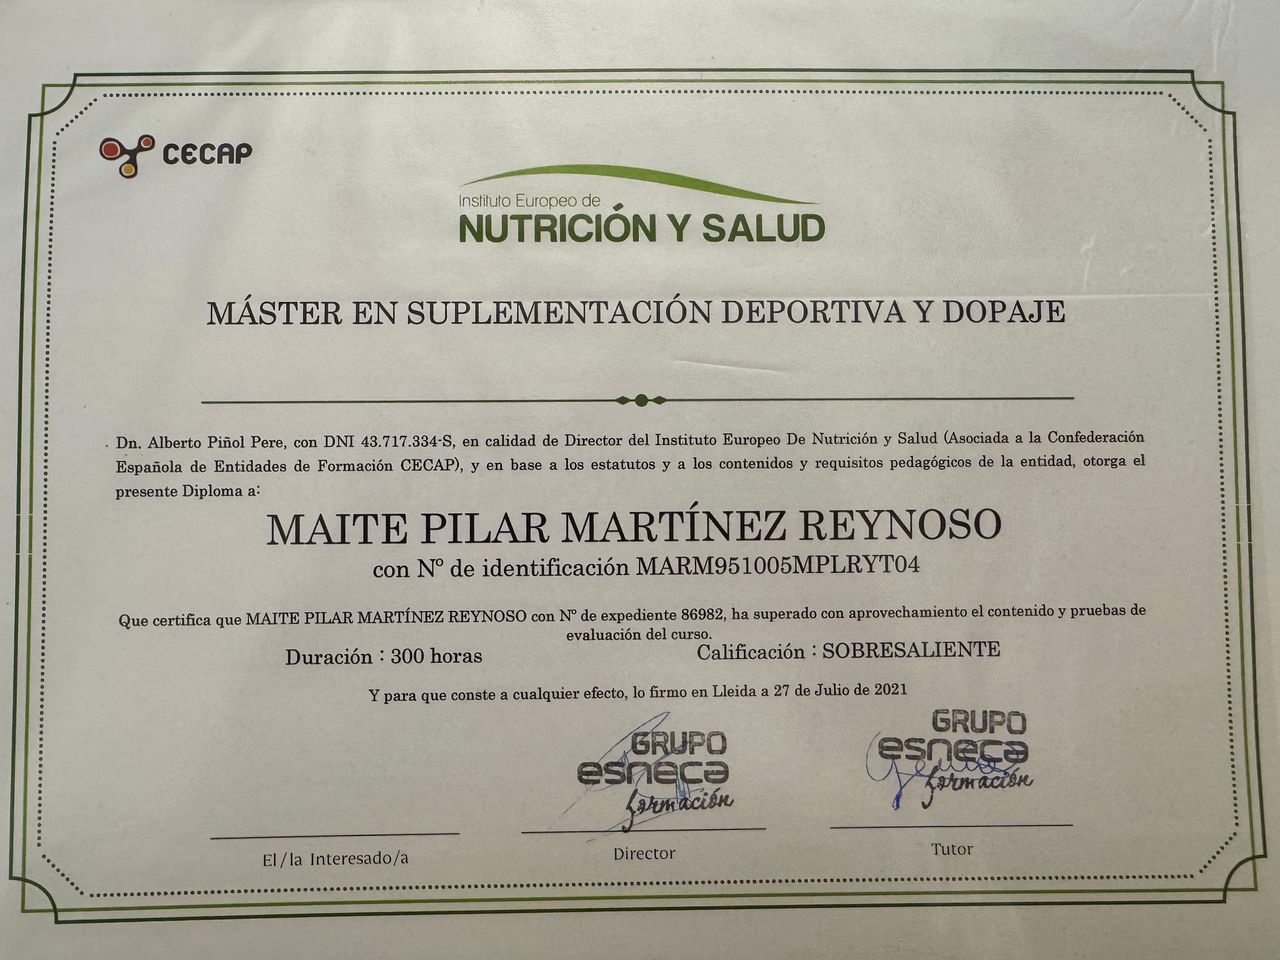 CECAP
Instituto Europeo de
NUTRICIÓN Y SALUD
MÁSTER EN SUPLEMENTACIÓN DEPORTIVA Y DOPAJE
Dn. Alberto Piñol Pere, con DNI 43.717.334-S, en calidad de Director del Instituto Europeo De Nutrición y Salud (Asociada a la Confederación
Española de Entidades de Formación CECAP), y en base a los estatutos y a los contenidos y requisitos pedagógicos de la entidad, otorga el
presente Diploma a:
MAITE PILAR MARTÍNEZ REYNOSO
con Nº de identificación MARM951005MPLRYT04
Que certifica que MAITE PILAR MARTÍNEZ REYNOSO con Nº de expediente 86982, ha superado con aprovechamiento el contenido y pruebas de
evaluación del curso.
Duración : 300 horas Calificación : SOBRESALIENTE
Y para que conste a cualquier efecto, lo firmo en Lleida a 27 de Julio de 2021
GRUPO
esneca
formación
GRUPO
esneca
formación
El/la Interesado/a Director Tutor